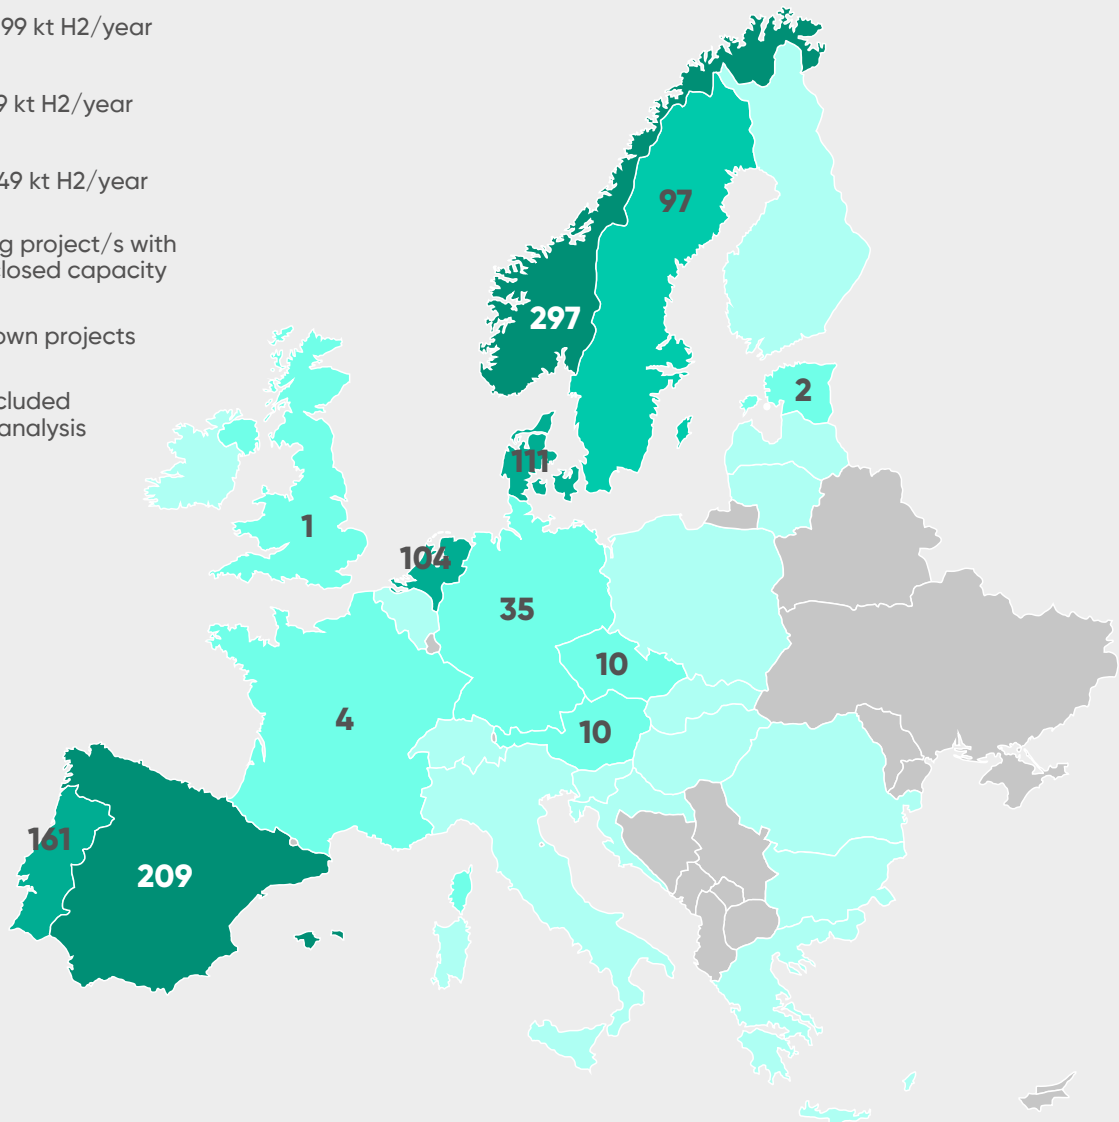 99 kt H2/year
9 kt H2/year
49 kt H2/year
g project/s with
closed capacity
own projects
cluded
analysis
97
297
2
111
1
104
35
10
4
10
161
209